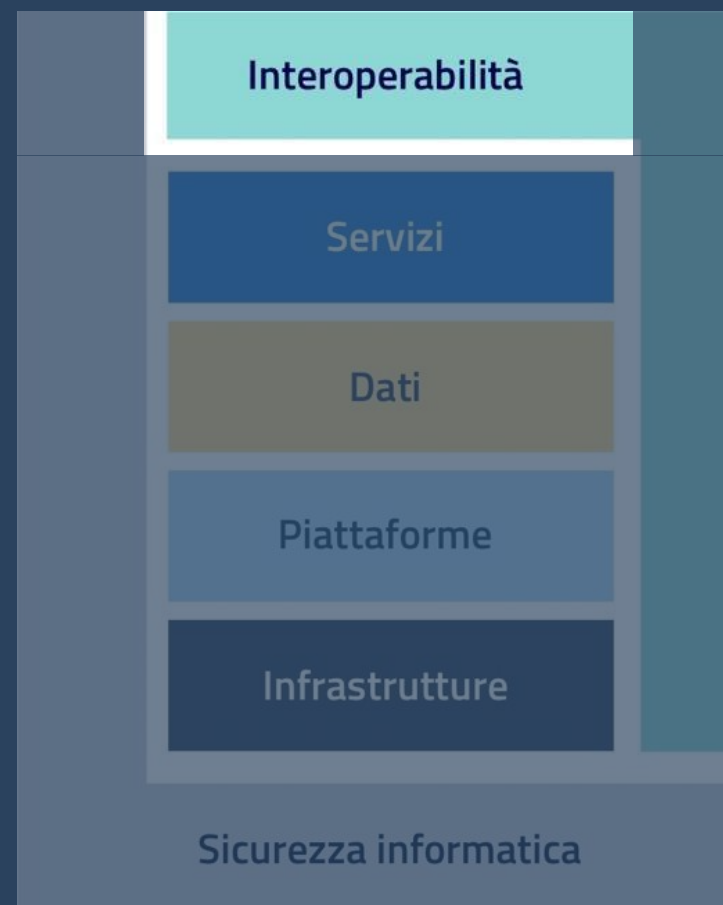 Interoperabilità
Servizi
Dati
Piattaforme
Infrastrutture
Sicurezza informatica